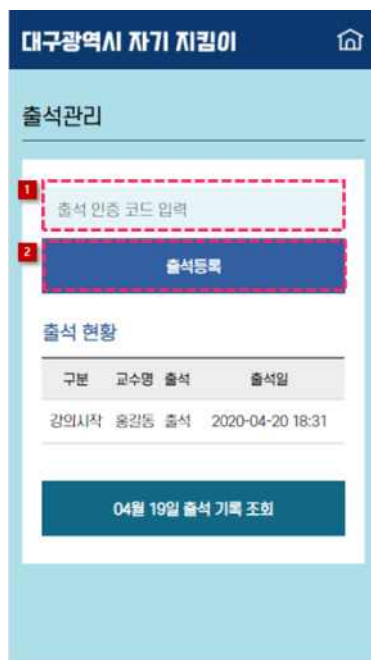 대구광역시 자기 지킴이
출석관리
1
출석 인증 코드 입력
2
출석등록
출석 현황
구분 교수명 출석 출석일
강의시작 홍길동 출석 2020-04-20 18:31
04월 19일 출석 기록 조회